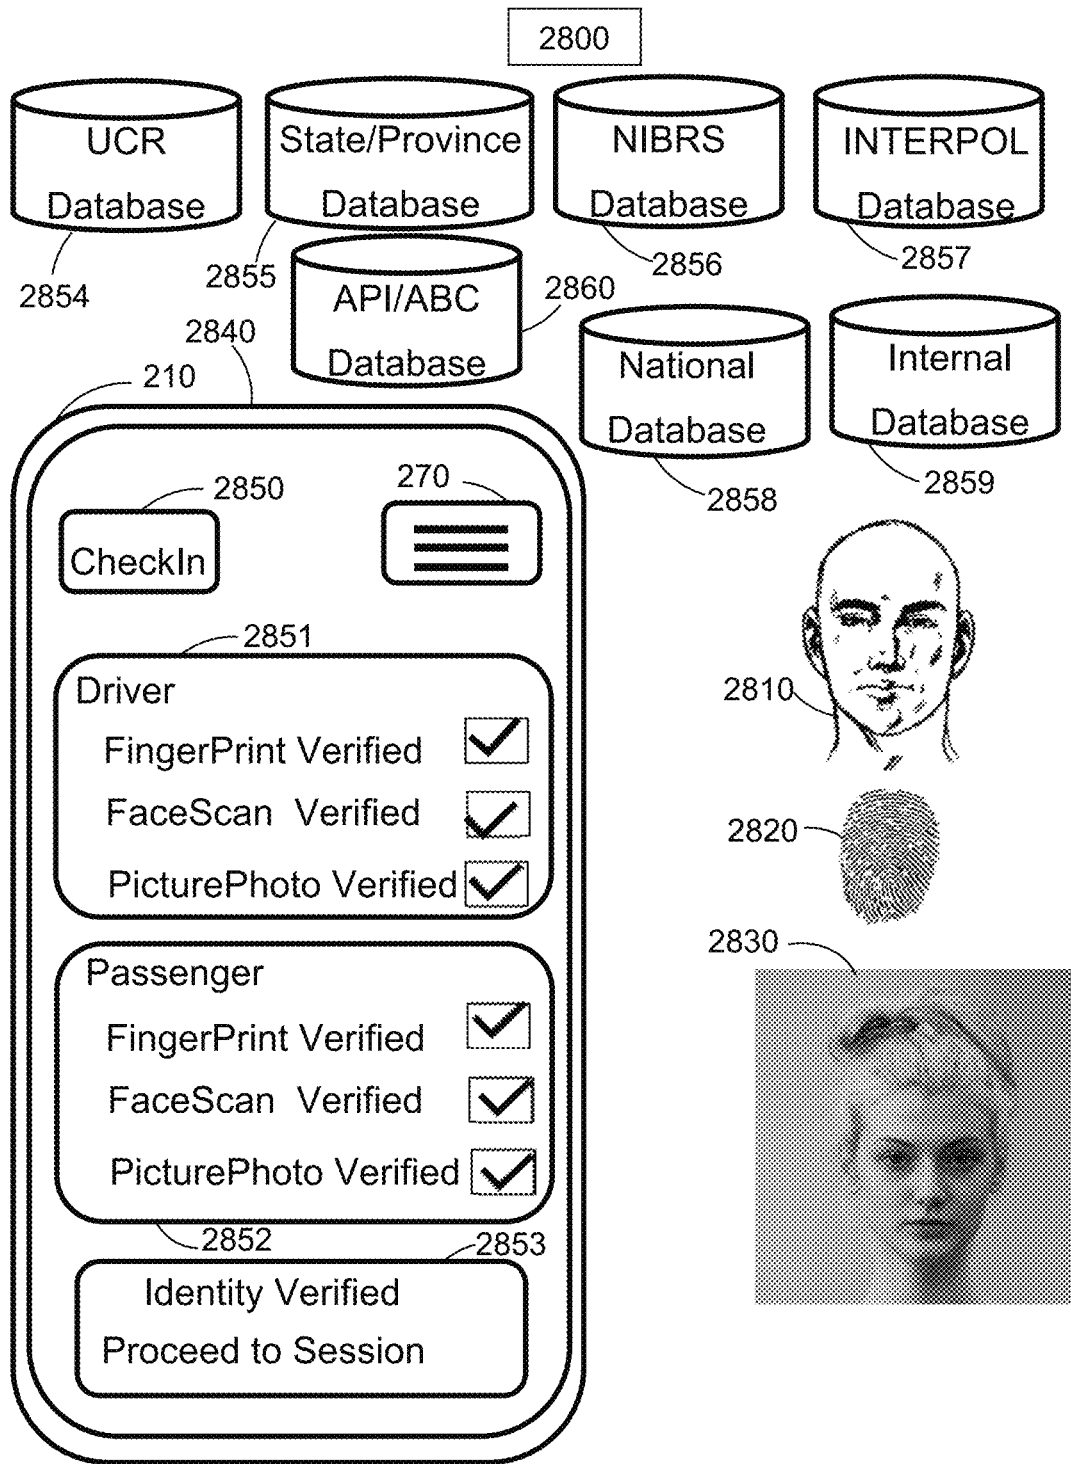 2800
UCR
Database
State/Province
Database
NIBRS
Database
INTERPOL
Database
2854
2855
2856
2857
API/ABC
Database
2860
2840
210
National
Database
Internal
Database
2858
2859
2850
270
CheckIn
2851
Driver
FingerPrint Verified
FaceScan Verified
PicturePhoto Verified
2810
2820
2830
Passenger
FingerPrint Verified
FaceScan Verified
PicturePhoto Verified
2852
2853
Identity Verified
Proceed to Session